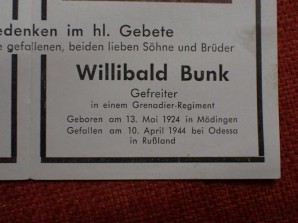 edenken im hl. Gebete
e gefallenen, beiden lieben Söhne und Brüder
Willibald Bunk
Gefreiter
in einem Grenadier-Regiment
Geboren am 13. Mai 1924 in Mödingen
Gefallen am 10. April 1944 bei Odessa
in Rußland